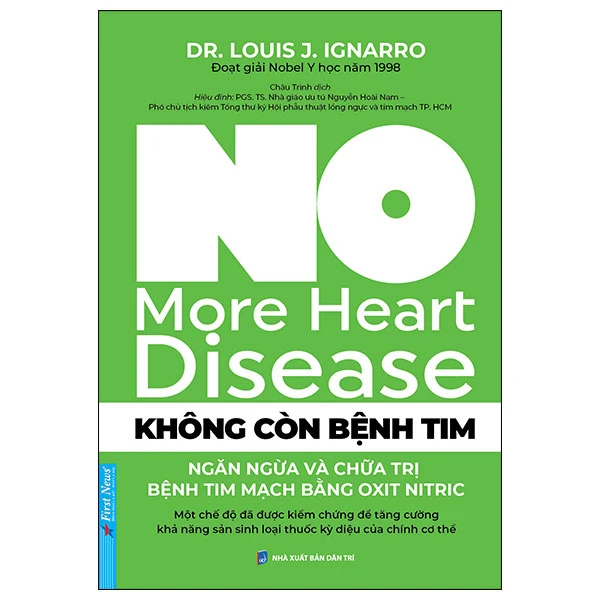 DR. LOUIS J. IGNARRO
Đoạt giải Nobel Y học năm 1998
Châu Trinh dịch
Hiệu đính: PGS. TS. Nhà giáo ưu tú Nguyễn Hoài Nam –
Phó chủ tịch kiêm Tổng thư ký Hội phẫu thuật lồng ngực và tim mạch TP. HCM
NO
More Heart
Disease
KHÔNG CÒN BỆNH TIM
NGĂN NGỪA VÀ CHỮA TRỊ
BỆNH TIM MẠCH BẰNG OXIT NITRIC
Một chế độ đã được kiểm chứng để tăng cường
khả năng sản sinh loại thuốc kỳ diệu của chính cơ thể
First News
NHÀ XUẤT BẢN DÂN TRÍ